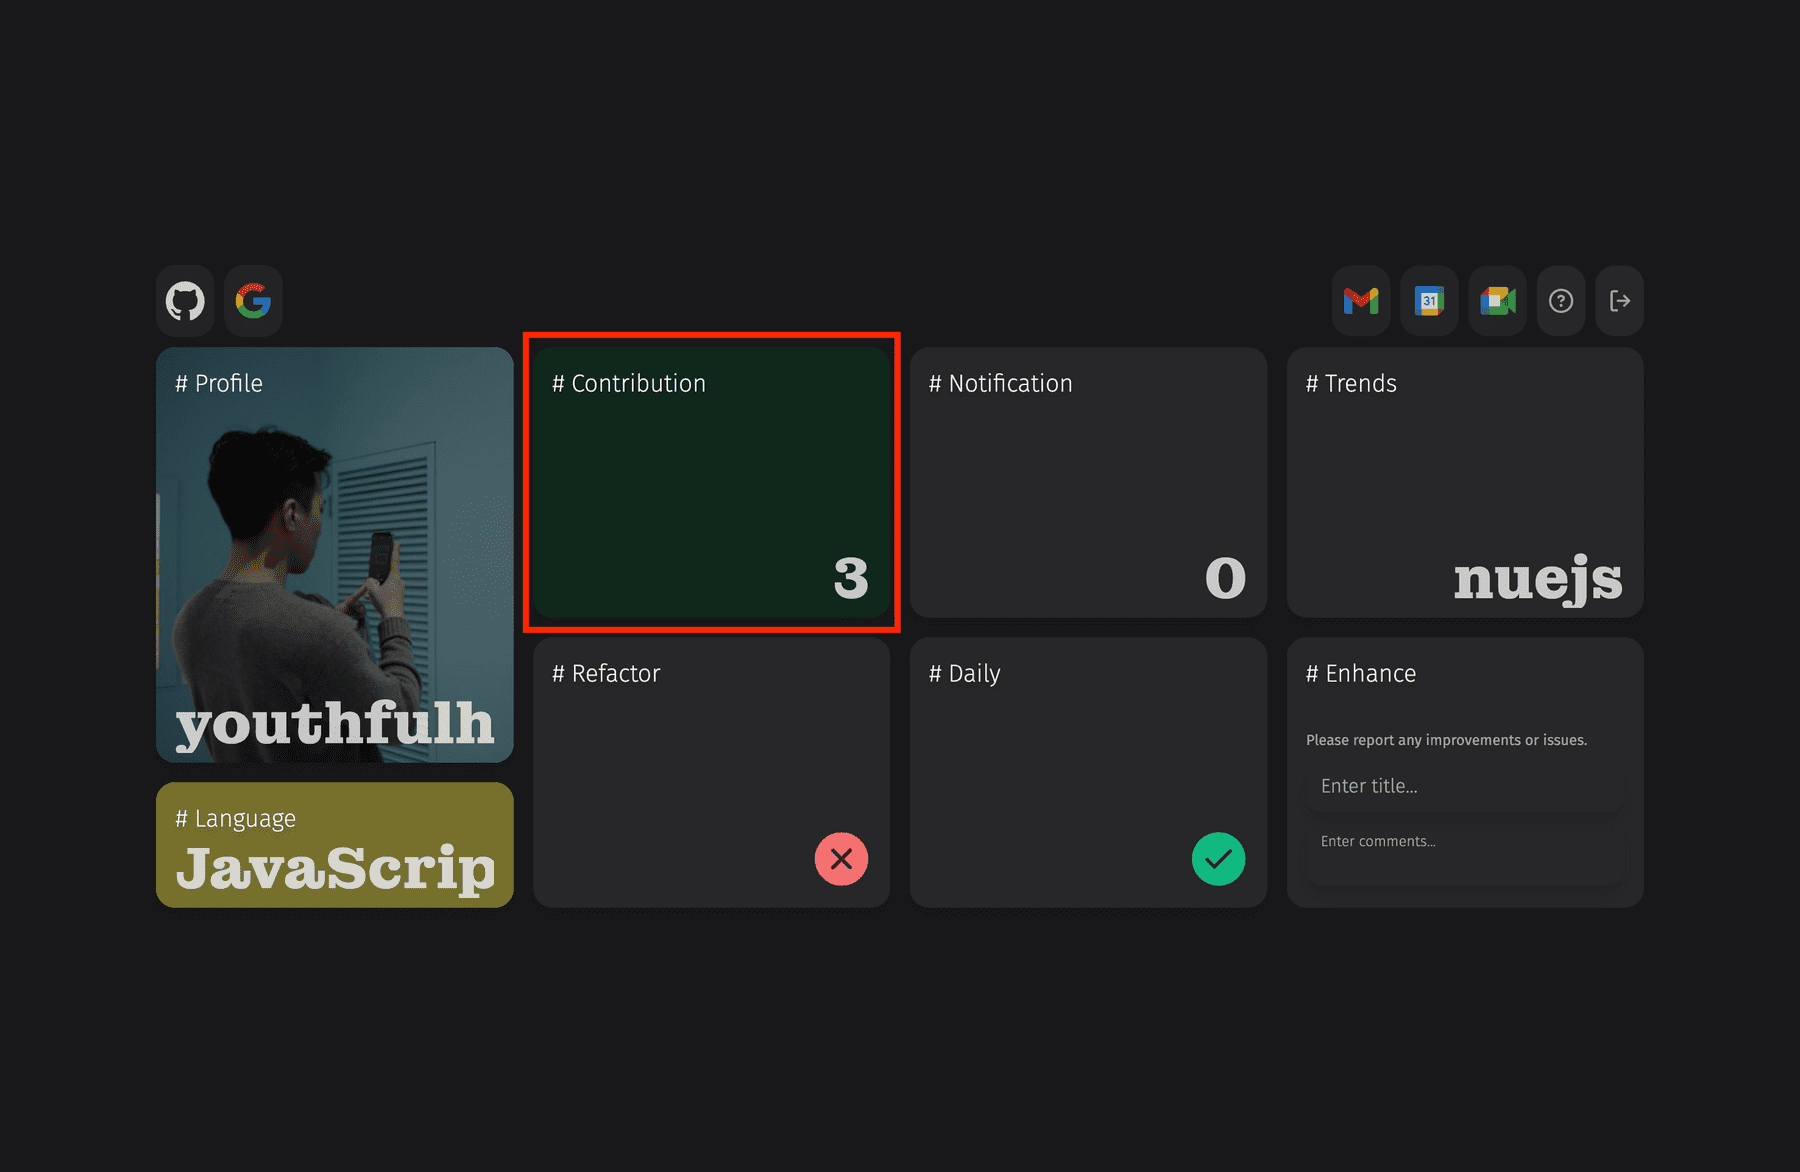 31
# Profile
youthfulh
# Language
JavaScrip
# Contribution
3
# Notification
0
# Trends
nuejs
# Refactor
# Daily
# Enhance
Please report any improvements or issues.
Enter title...
Enter comments...